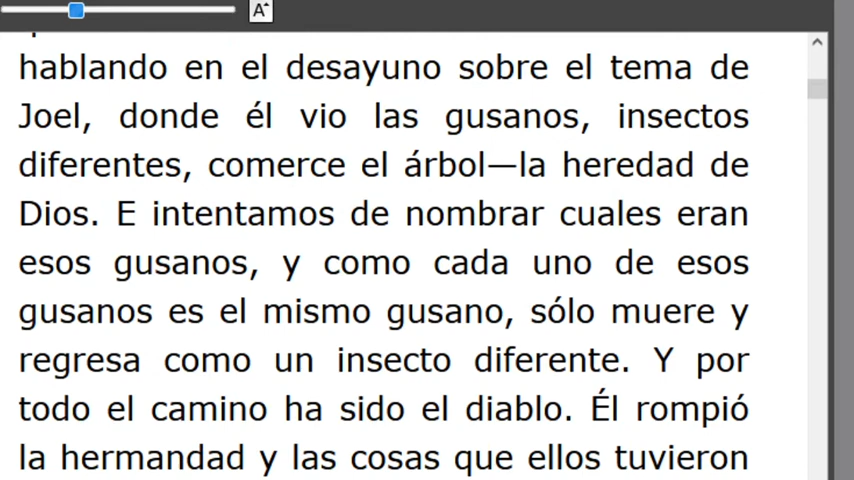 A
hablando en el desayuno sobre el tema de
Joel, donde él vio las gusanos, insectos
diferentes, comerce el árbol—la heredad de
Dios. E intentamos de nombrar cuales eran
esos gusanos, y como cada uno de esos
gusanos es el mismo gusano, sólo muere y
regresa como un insecto diferente. Y por
todo el camino ha sido el diablo. Él rompió
la hermandad y las cosas que ellos tuvieron